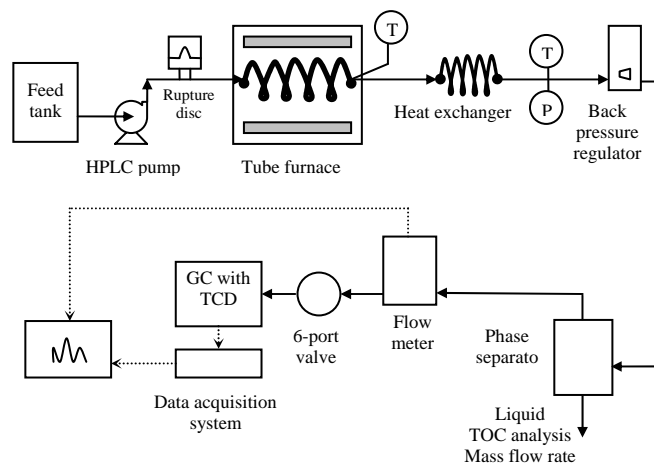 Feed
tank
HPLC pump
Rupture
disc
Tube furnace
T
Heat exchanger
T
P
Back
pressure
regulator
GC with
TCD
6-port
valve
Flow
meter
Phase
separato
Data acquisition
system
Liquid
TOC analysis
Mass flow rate